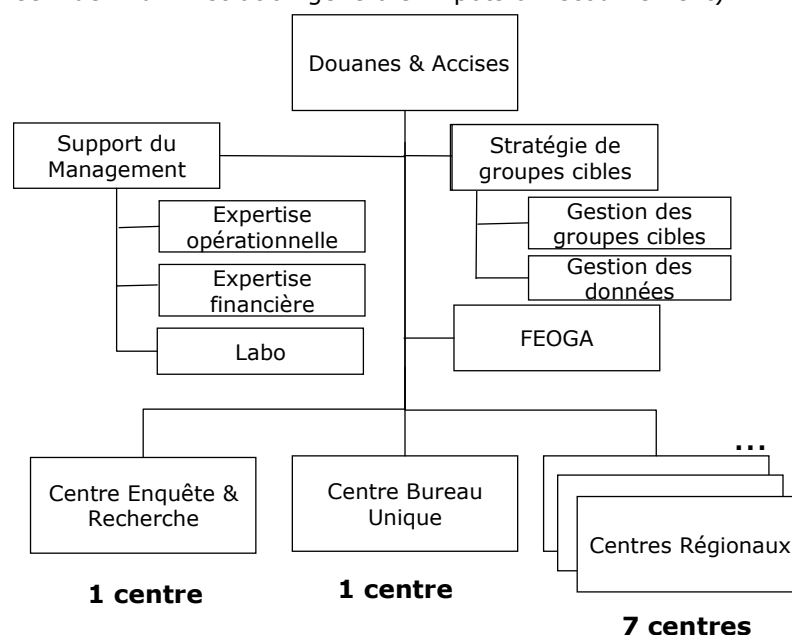 Douanes & Accises
Support du
Management
Stratégie de
groupes cibles
Expertise
opérationnelle
Gestion des
groupes cibles
Expertise
financière
Gestion des
données
Labo
FEOGA
...
Centre Enquête &
Recherche
Centre Bureau
Unique
Centres Régionaux
1 centre
1 centre
7 centres